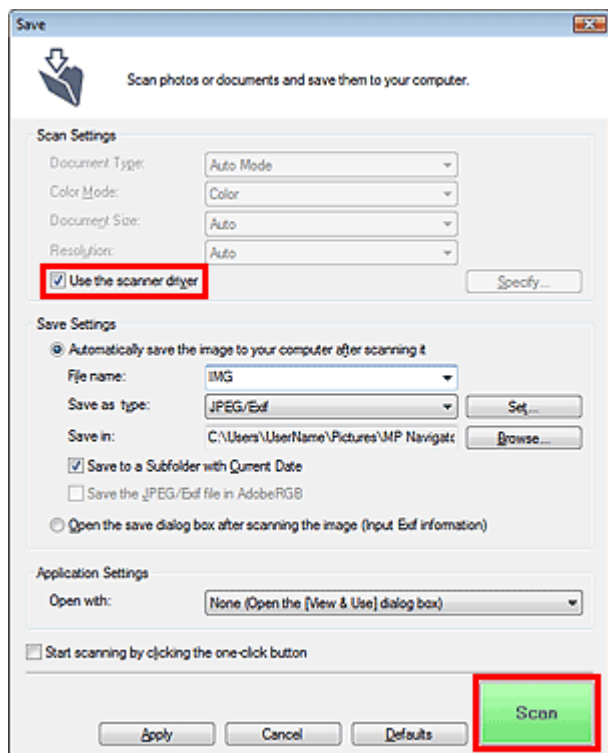 Save
Scan photos or documents and save them to your computer.
Scan Settings
Document Type: Auto Mode
Color Mode: Color
Document Size: Auto
Resolution: Auto
Use the scanner driver Specify...
Save Settings
Automatically save the image to your computer after scanning it
File name: IMG
Save as type: JPEG/Exif Set...
Save in: C:\Users\UserName\Pictures\MP Navigato Browse...
Save to a Subfolder with Current Date
Save the JPEG/Exif file in AdobeRGB
Open the save dialog box after scanning the image (Input Exif information)
Application Settings
Open with: None (Open the [View & Use] dialog box)
Start scanning by clicking the one-click button
Scan
Apply Cancel Defaults